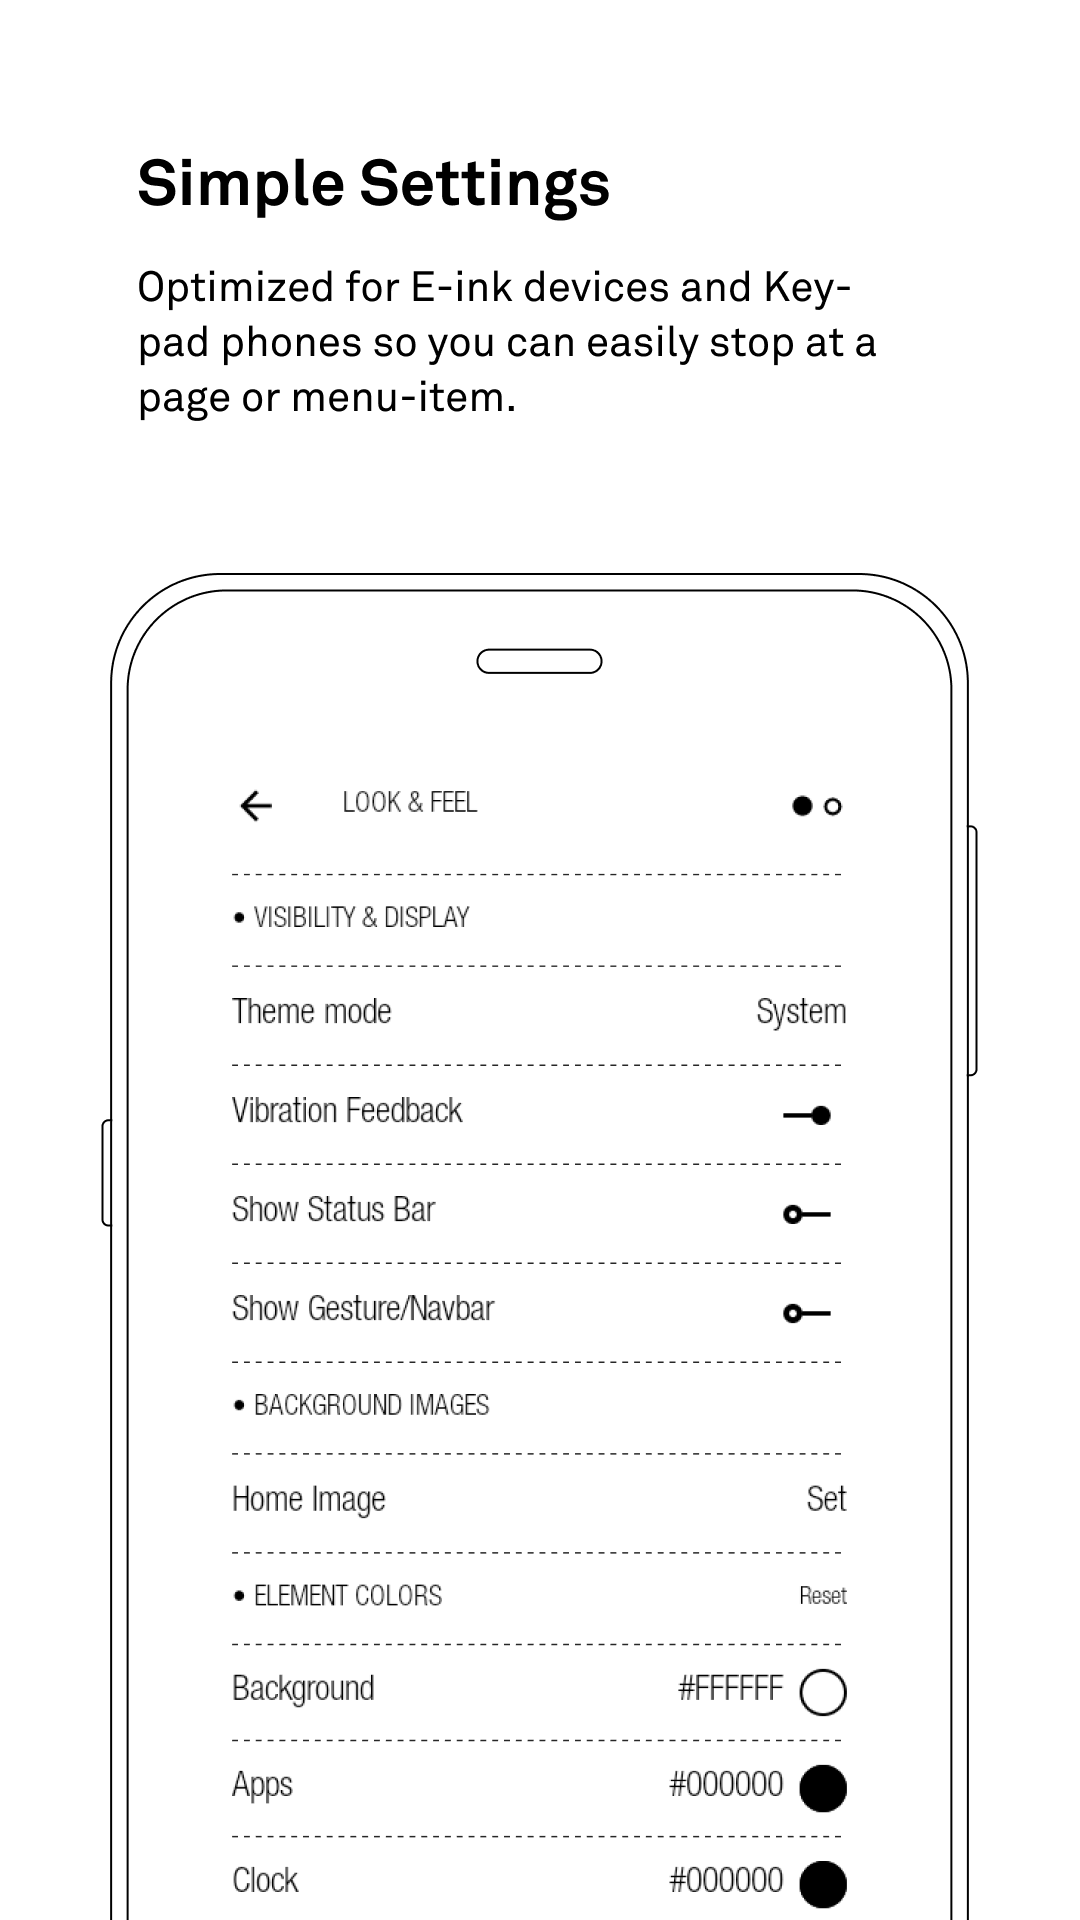 Simple Settings
Optimized for E-ink devices and Key-
pad phones so you can easily stop at a
page or menu-item.
LOOK & FEEL
• VISIBILITY & DISPLAY
Theme mode System
Vibration Feedback
Show Status Bar
Show Gesture/Navbar
• BACKGROUND IMAGES
Home Image Set
• ELEMENT COLORS Reset
Background #FFFFFF
Apps #000000
Clock #000000